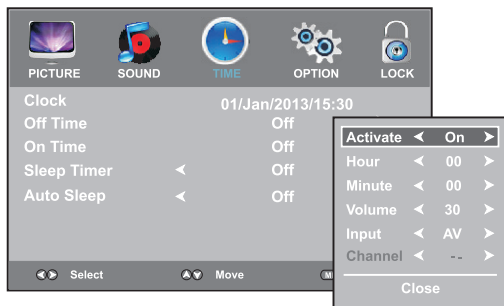 PICTURE SOUND TIME OPTION LOCK
Clock 01/Jan/2013/15:30
Off Time Off
On Time Off
Sleep Timer Off
Auto Sleep Off
Select Move
Activate On
Hour 00
Minute 00
Volume 30
Input AV
Channel --
Close